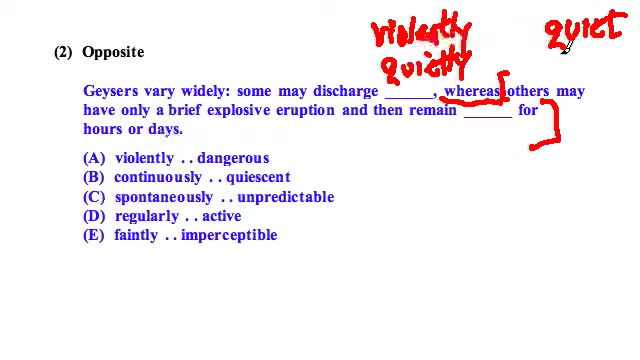 violently quiet
quietly
(2) Opposite
Geysers vary widely: some may discharge ______, whereas others may
have only a brief explosive eruption and then remain ______ for
hours or days.
(A) violently . . dangerous
(B) continuously . . quiescent
(C) spontaneously . . unpredictable
(D) regularly . . active
(E) faintly . . imperceptible